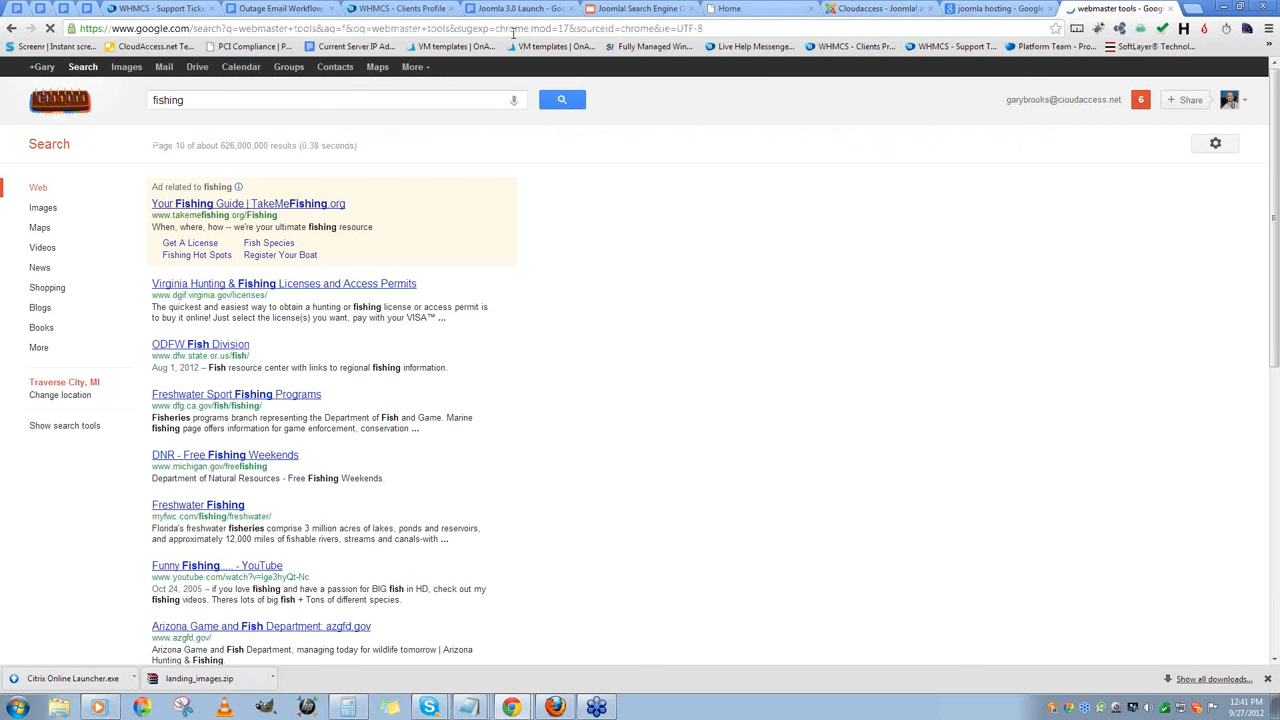 WHMCS - Support Ticket
Outage Email Workflow
WHMCS - Clients Profile
Joomla 3.0 Launch - Goo
Joomla! Search Engine O
Home
Cloudaccess - Joomla! a
joomla hosting - Google
webmaster tools - Goog
https://www.google.com/search?q=webmaster+tools&aq=f&oq=webmaster+tools&sugexp=chrome,mod=17&sourceid=chrome&ie=UTF-8
Instant scree...
CloudAccess.net Te...
PCI Compliance - ...
Current Server IP Ad...
VM templates | OnA...
VM templates | OnA...
Fully Managed Win...
Live Help Messenge...
WHMCS - Clients Pr...
WHMCS - Support T...
Platform Team - Pr...
SoftLayer® Technol...
+Gary Search Images Mail Drive Calendar Groups Contacts Maps More
fishing
garybrooks@cloudaccess.net 6 + Share
Search
Page 10 of about 626,000,000 results (0.38 seconds)
Web
Images
Maps
Videos
News
Shopping
Blogs
Books
More
Traverse City, MI
Change location
Show search tools
Ad related to fishing
Your Fishing Guide | TakeMeFishing.org
www.takemefishing.org/Fishing
When, where, how -- we're your ultimate fishing resource.
Get A License Fish Species
Fishing Hot Spots Register Your Boat
Virginia Hunting & Fishing Licenses and Access Permits
www.dgif.virginia.gov/licenses/
The quickest and easiest way to obtain a hunting or fishing license or access permit is
to buy it online! Just select the license(s) you want, pay with your VISA™ ...
ODFW Fish Division
www.dfw.state.or.us/fish/
Aug 1, 2012 – Fish resource center with links to regional fishing information.
Freshwater Sport Fishing Programs
www.dfg.ca.gov/fish/fishing/
Fisheries programs branch representing the Department of Fish and Game. Marine
fishing page offers information for game enforcement, conservation ...
DNR - Free Fishing Weekends
www.michigan.gov/freefishing
Department of Natural Resources - Free Fishing Weekends.
Freshwater Fishing
myfwc.com/fishing/freshwater/
Florida's freshwater fisheries comprise 3 million acres of lakes, ponds and reservoirs,
and approximately 12,000 miles of fishable rivers, streams and canals-with ...
Funny Fishing..... - YouTube
www.youtube.com/watch?v=Ige3hyQt-Nc
Oct 24, 2005 – if you love fishing and have a passion for BIG fish in HD, check out my
fishing videos. Theres lots of big fish + Tons of different species.
Arizona Game and Fish Department: azgfd.gov
www.azgfd.gov/
Arizona Game and Fish Department, managing today for wildlife tomorrow | Arizona
Hunting & Fishing.
Citrix Online Launcher.exe
landing_images.zip
Show all downloads...
12:41 PM
9/27/2012